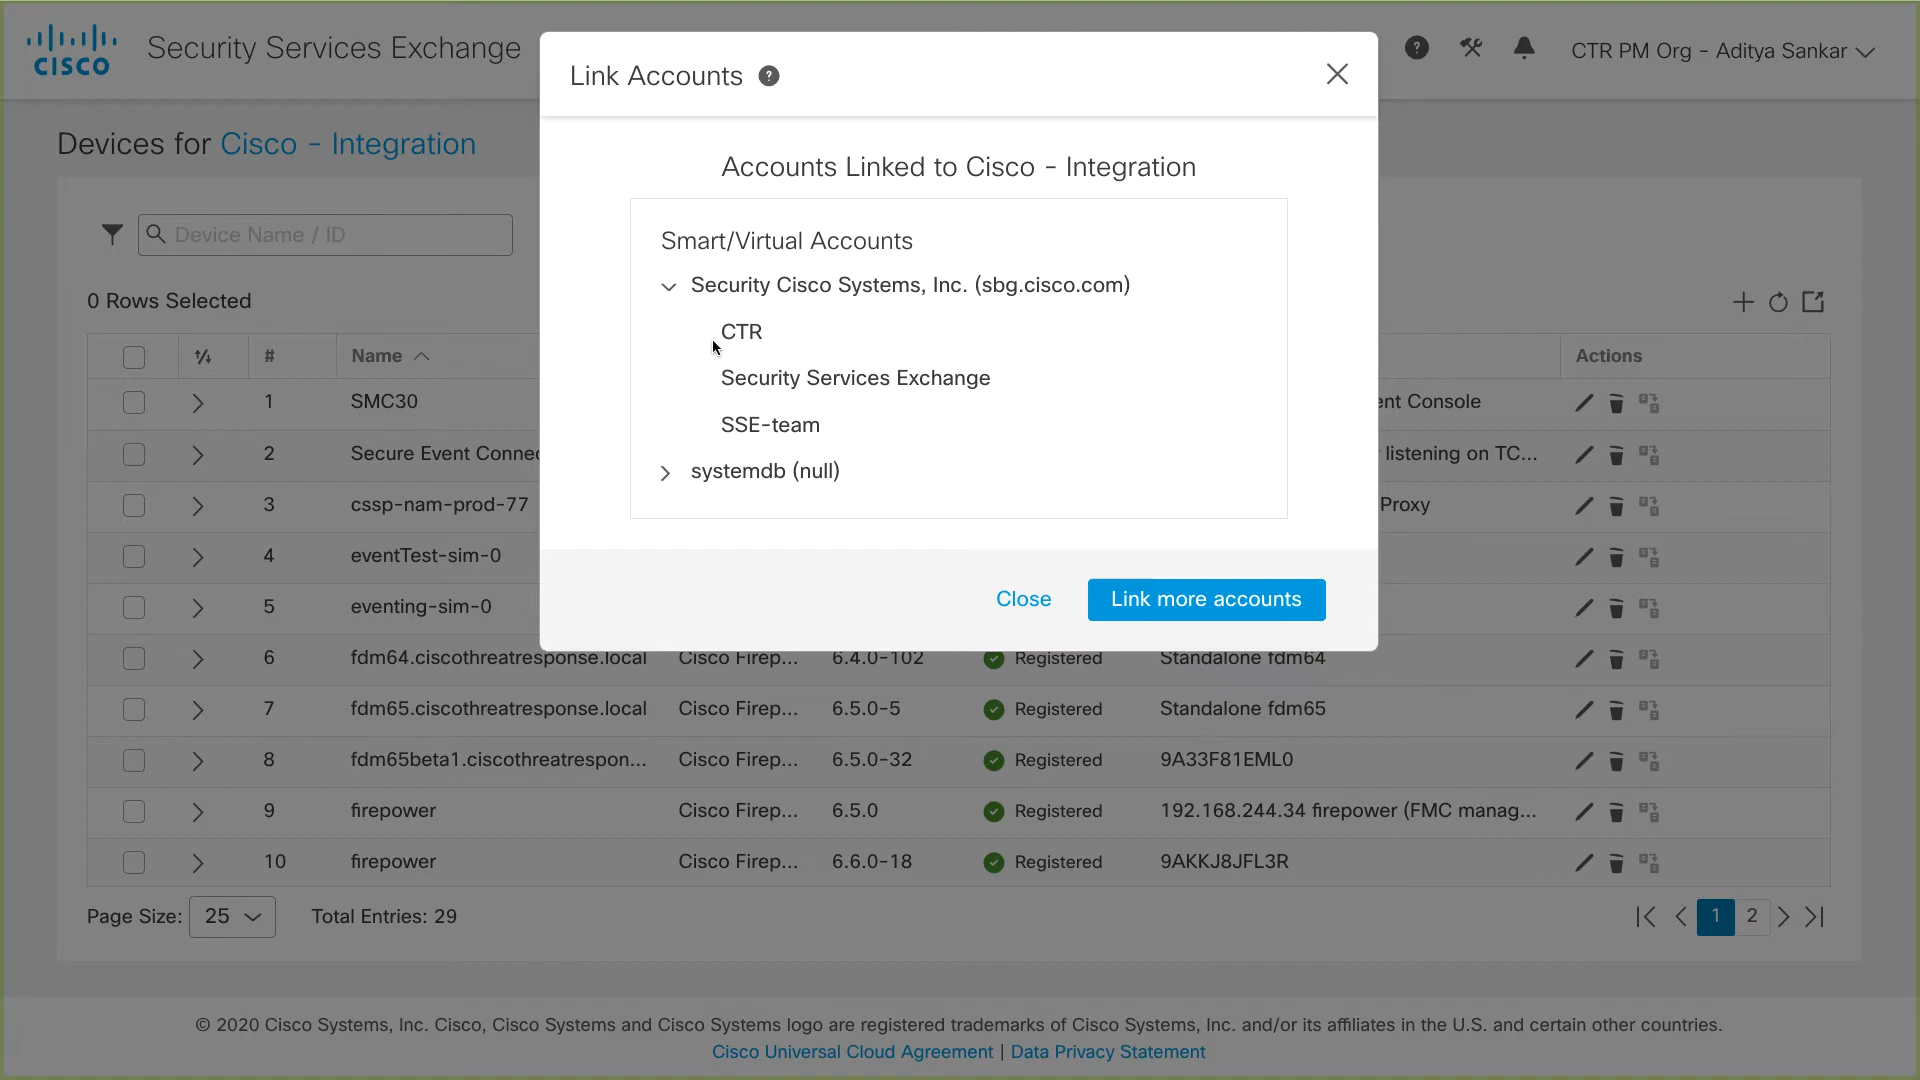 CISCO
Security Services Exchange
CTR PM Org - Aditya Sankar
Link Accounts
Devices for Cisco - Integration
Accounts Linked to Cisco - Integration
Device Name / ID
Smart/Virtual Accounts
Security Cisco Systems, Inc. (sbg.cisco.com)
CTR
Security Services Exchange
SSE-team
systemdb (null)
Close
Link more accounts
0 Rows Selected
# Name Actions
1 SMC30 Console
2 Secure Event listening on TC...
3 cssp-nam-prod-77 Proxy
4 eventTest-sim-0
5 eventing-sim-0
6 fdm64.ciscothreatresponse.local Cisco Firep... 6.4.0-102 Registered Standalone fdm64
7 fdm65.ciscothreatresponse.local Cisco Firep... 6.5.0-5 Registered Standalone fdm65
8 fdm65beta1.ciscothreatrespon... Cisco Firep... 6.5.0-32 Registered 9A33F81EML0
9 firepower Cisco Firep... 6.5.0 Registered 192.168.244.34 firepower (FMC manag...
10 firepower Cisco Firep... 6.6.0-18 Registered 9AKKJ8JFL3R
Page Size: 25 Total Entries: 29
1 2
© 2020 Cisco Systems, Inc. Cisco, Cisco Systems and Cisco Systems logo are registered trademarks of Cisco Systems, Inc. and/or its affiliates in the U.S. and certain other countries.
Cisco Universal Cloud Agreement | Data Privacy Statement